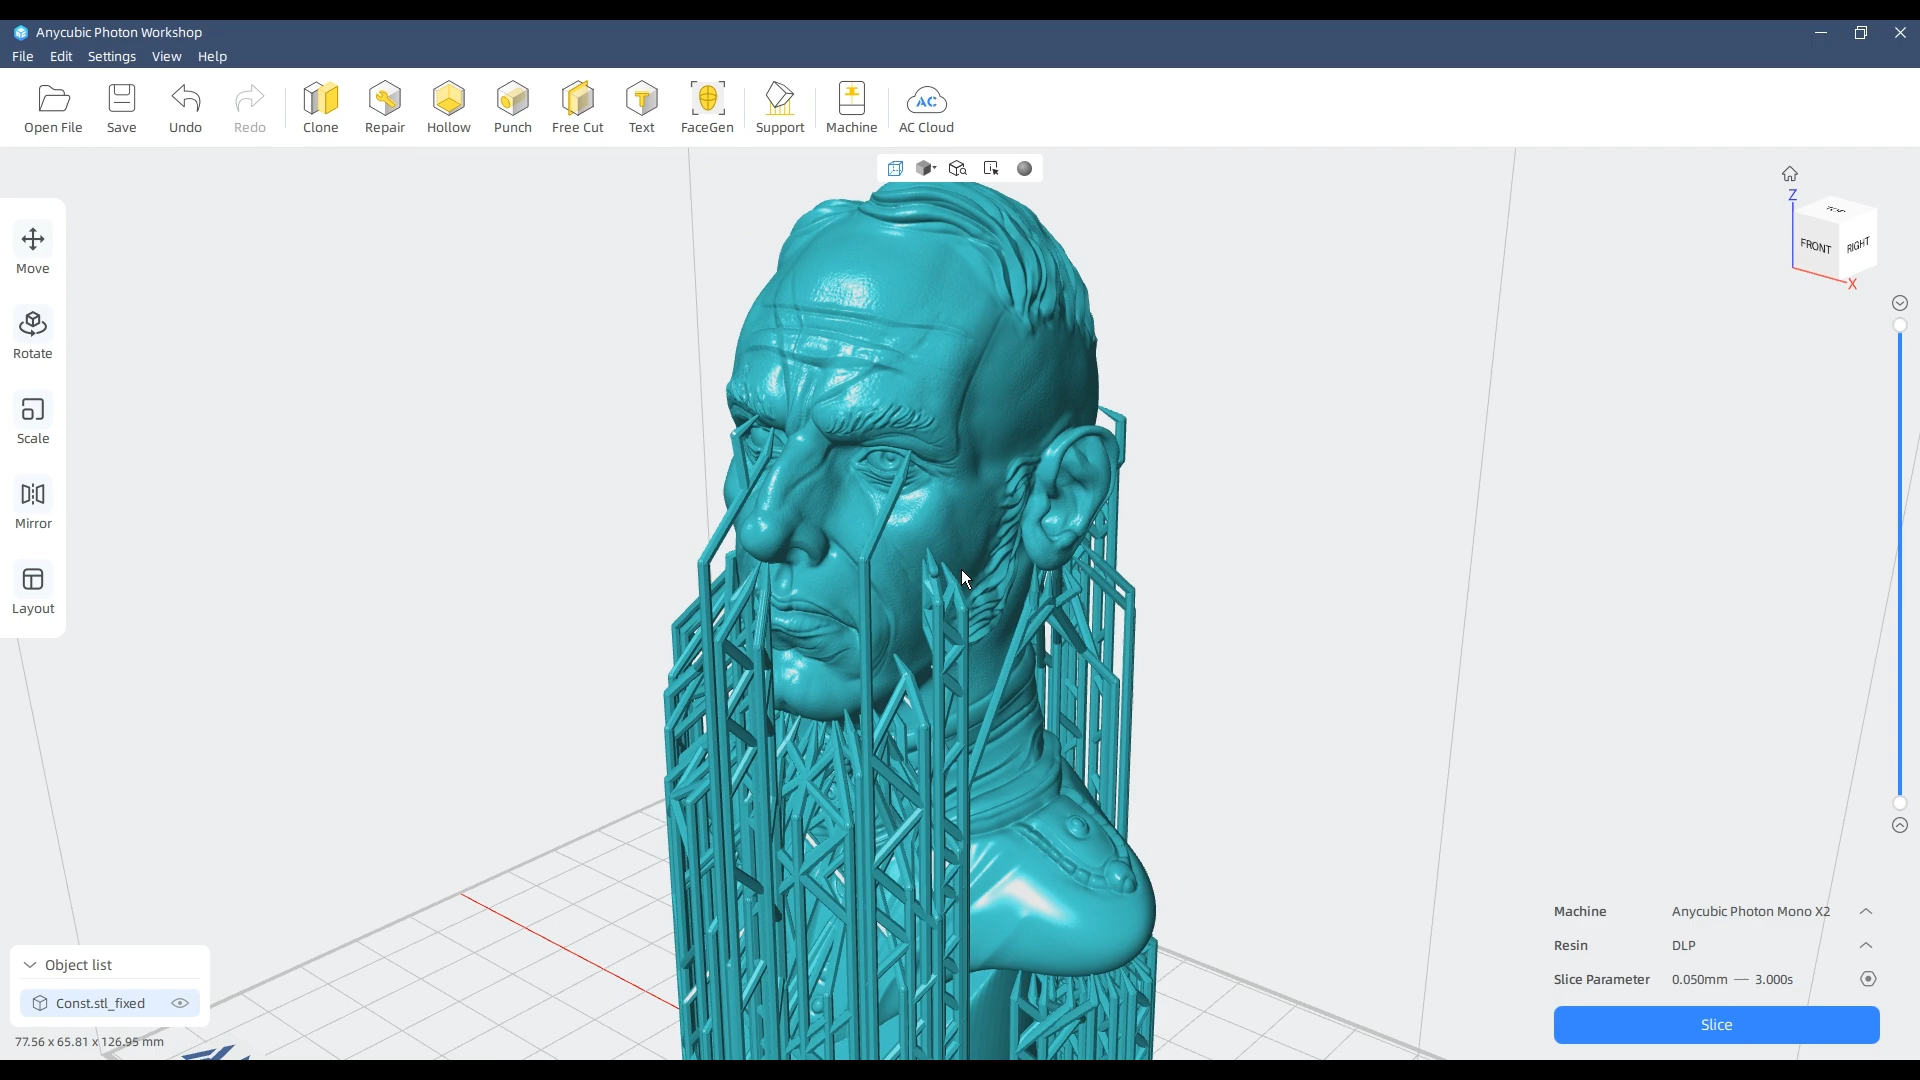 Anycubic Photon Workshop
File Edit Settings View Help
Open File Save Undo Redo Clone Repair Hollow Punch Free Cut Text FaceGen Support Machine AC Cloud
AC
T
Z
TOP
FRONT RIGHT
X
Move
Rotate
Scale
Mirror
Layout
Machine Anycubic Photon Mono X2
Resin DLP
Slice Parameter 0.050mm — 3.000s
Slice
Object list
Const.stl_fixed
77.56 x 65.81 x 126.95 mm